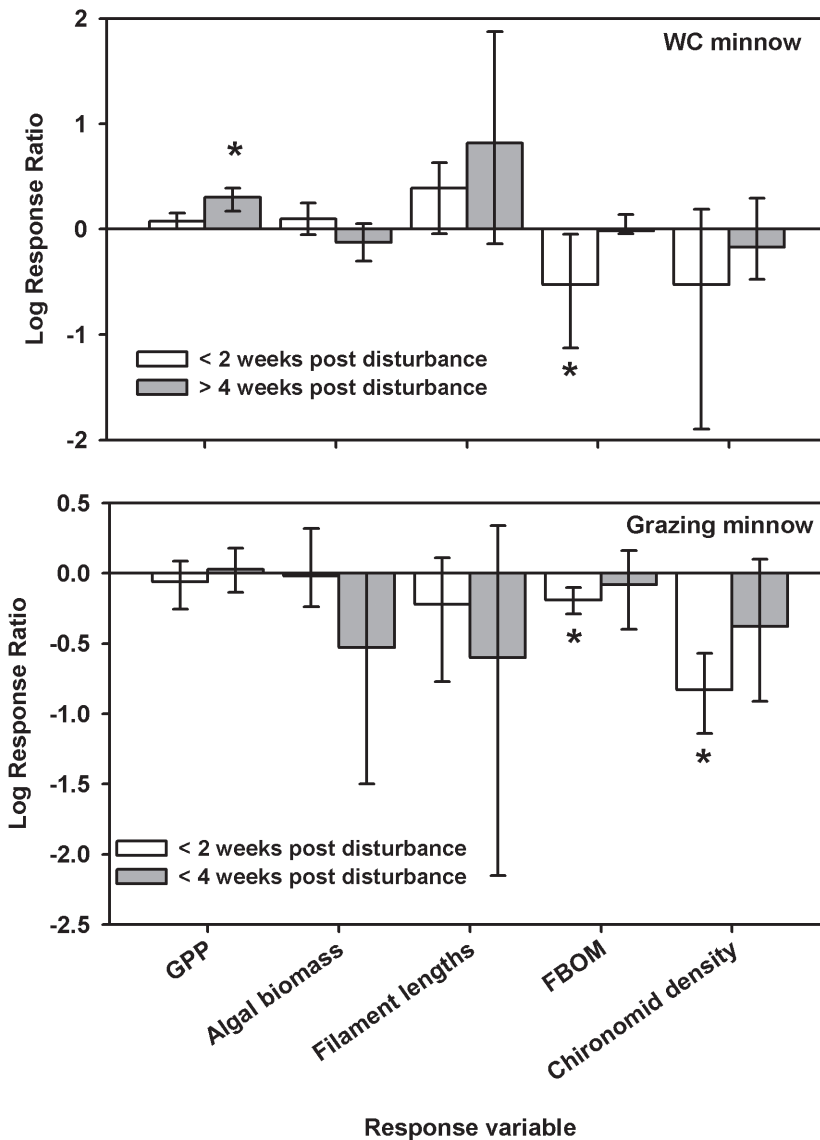 2
WC minnow
*
1
0
-1
*
-2
Log Response Ratio
< 2 weeks post disturbance
> 4 weeks post disturbance
0.5
Grazing minnow
0.0
-0.5
*
-1.0
*
-1.5
-2.0
-2.5
Log Response Ratio
< 2 weeks post disturbance
< 4 weeks post disturbance
GPP
Algal biomass
Filament lengths
FBOM
Chironomid density
Response variable